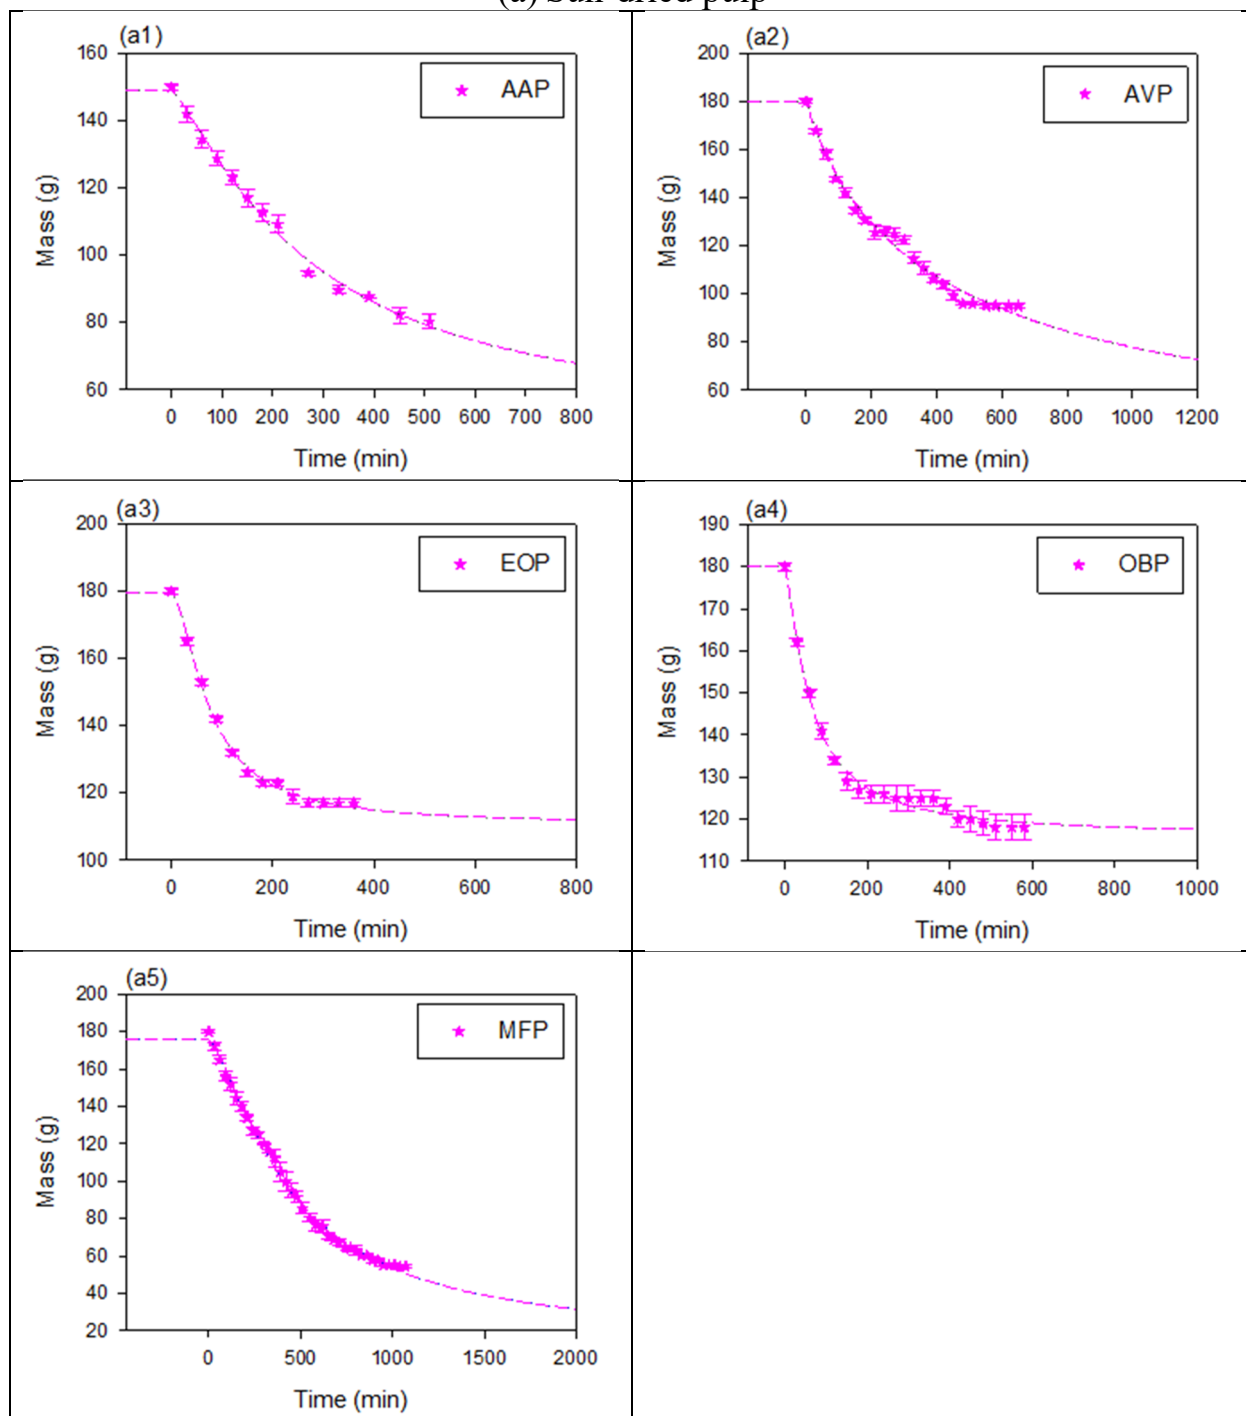 (a1)
160
140
120
100
80
60
Mass (g)
AAP
0 100 200 300 400 500 600 700 800
Time (min)
(a2)
200
180
160
140
120
100
80
60
Mass (g)
AVP
0 200 400 600 800 1000 1200
Time (min)
(a3)
200
180
160
140
120
100
Mass (g)
EOP
0 200 400 600 800
Time (min)
(a4)
190
180
170
160
150
140
130
120
110
Mass (g)
OBP
0 200 400 600 800 1000
Time (min)
(a5)
200
180
160
140
120
100
80
60
40
20
Mass (g)
MFP
0 500 1000 1500 2000
Time (min)